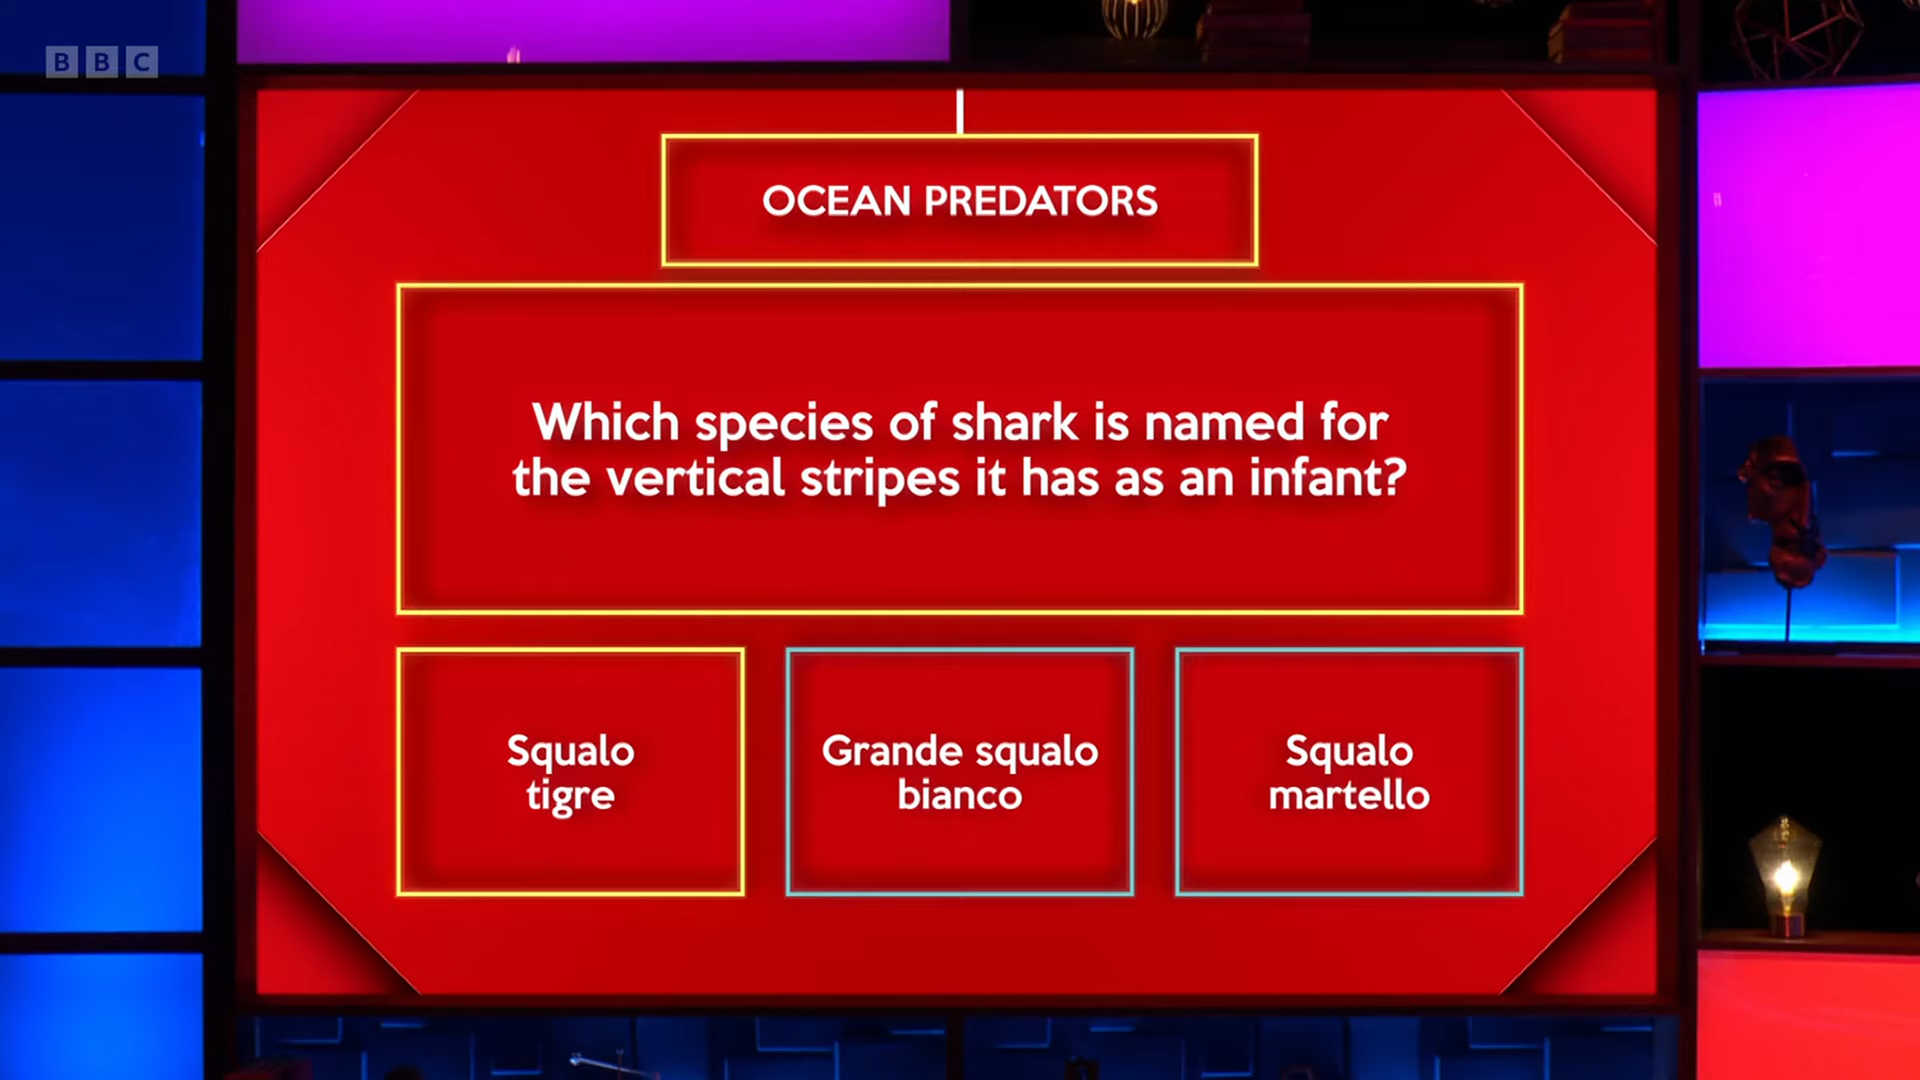 BBC
OCEAN PREDATORS
Which species of shark is named for
the vertical stripes it has as an infant?
Squalo
tigre
Grande squalo
bianco
Squalo
martello